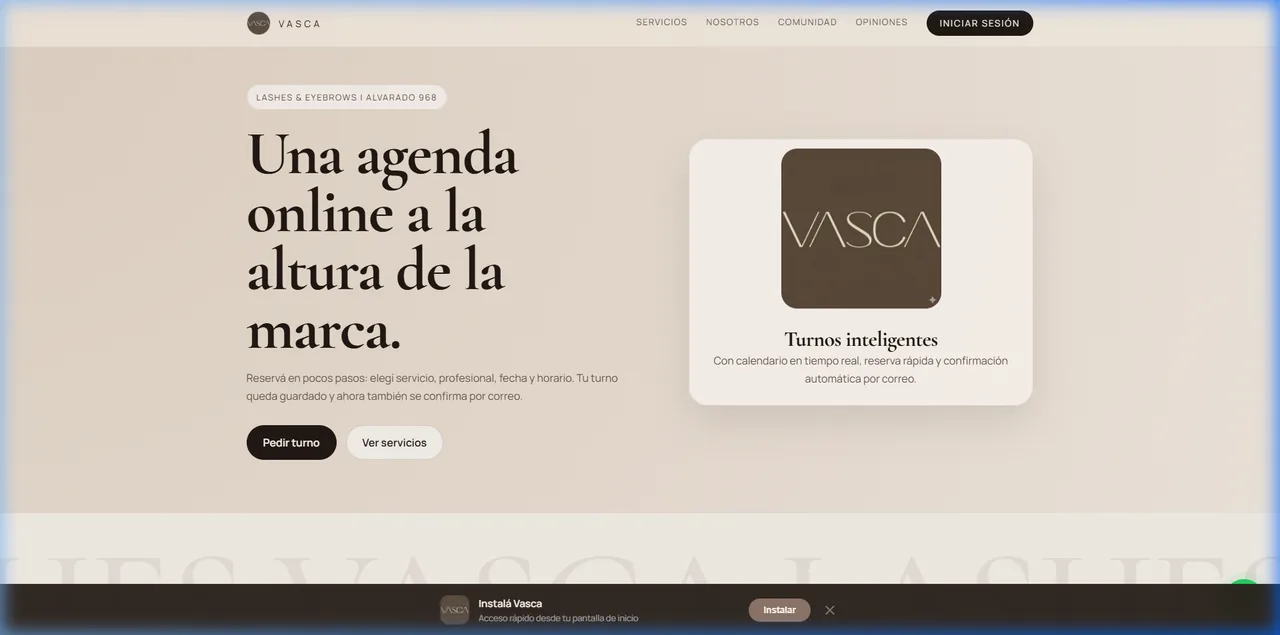 VASCA
VASCA
SERVICIOS
NOSOTROS
COMUNIDAD
OPINIONES
INICIAR SESIÓN
LASHES & EYEBROWS | ALVARADO 968
Una agenda
online a la
altura de la
marca.
Reservá en pocos pasos: elegí servicio, profesional, fecha y horario. Tu turno
queda guardado y ahora también se confirma por correo.
Pedir turno
Ver servicios
VASCA
Turnos inteligentes
Con calendario en tiempo real, reserva rápida y confirmación
automática por correo.
HES VASCA LASHES
VASCA
Instalá Vasca
Acceso rápido desde tu pantalla de inicio
Instalar